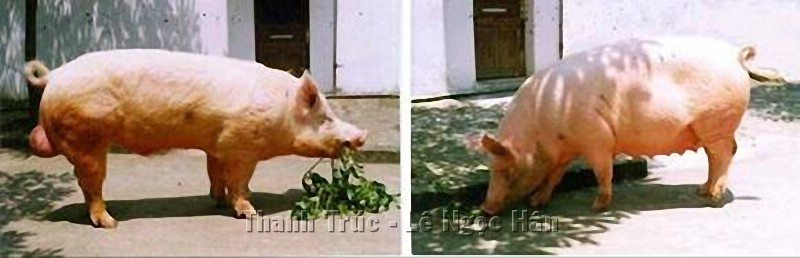 Thanh Trúc - Lê Ngọc Hân